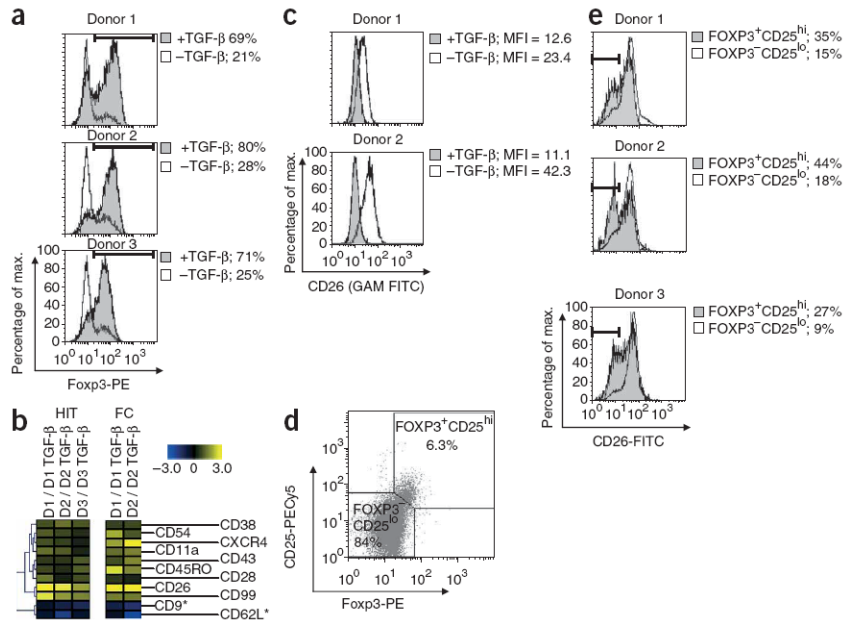 a
Donor 1
+TGF-β 69%
−TGF-β; 21%
Donor 2
+TGF-β; 80%
−TGF-β; 28%
Donor 3
+TGF-β; 71%
−TGF-β; 25%
Percentage of max.
100
80
60
40
20
0
10⁰ 10¹ 10² 10³
Foxp3-PE
b
HIT
FC
D1 / D1 TGF-β
D2 / D2 TGF-β
D3 / D3 TGF-β
D1 / D1 TGF-β
D2 / D2 TGF-β
−3.0
3.0
CD38
CD54
CXCR4
CD11a
CD43
CD45RO
CD28
CD26
CD99
CD9*
CD62L*
c
Donor 1
+TGF-β; MFI = 12.6
−TGF-β; MFI = 23.4
Donor 2
+TGF-β; MFI = 11.1
−TGF-β; MFI = 42.3
Percentage of max.
100
80
60
40
20
0
10⁰ 10¹ 10² 10³
CD26 (GAM FITC)
d
FOXP3⁺CD25ʰⁱ
6.3%
FOXP3⁻
CD25ˡᵒ
84%
CD25-PECy5
10³
10²
10¹
10⁰
10⁰ 10¹ 10² 10³
Foxp3-PE
e
Donor 1
FOXP3⁺CD25ʰⁱ; 35%
FOXP3⁻CD25ˡᵒ; 15%
Donor 2
FOXP3⁺CD25ʰⁱ; 44%
FOXP3⁻CD25ˡᵒ; 18%
Donor 3
FOXP3⁺CD25ʰⁱ; 27%
FOXP3⁻CD25ˡᵒ; 9%
Percentage of max.
100
80
60
40
20
0
10⁰ 10¹ 10² 10³
CD26-FITC